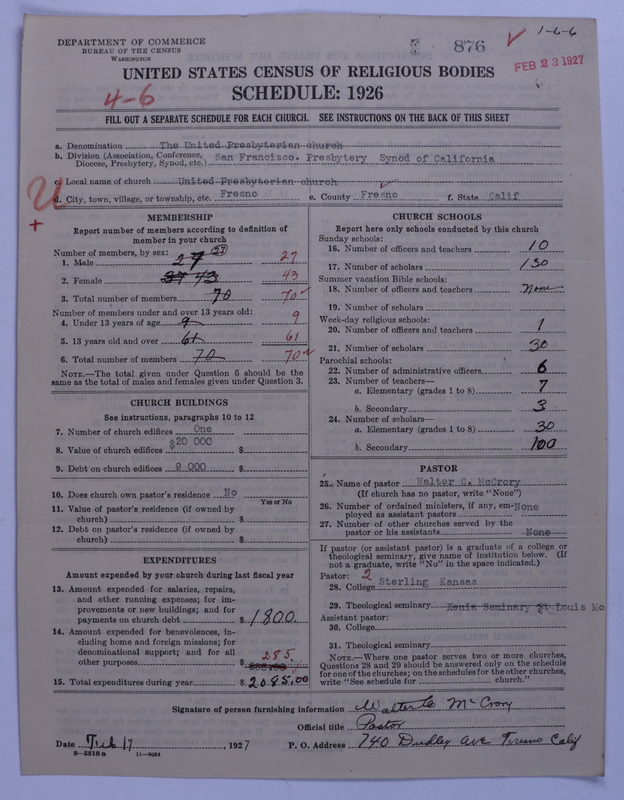 DEPARTMENT OF COMMERCE
BUREAU OF THE CENSUS
WASHINGTON
876
1-6-6
FEB 23 1927
UNITED STATES CENSUS OF RELIGIOUS BODIES
SCHEDULE: 1926
4-6
FILL OUT A SEPARATE SCHEDULE FOR EACH CHURCH. SEE INSTRUCTIONS ON THE BACK OF THIS SHEET
a. Denomination The United Presbyterian church
b. Division (Association, Conference, Diocese, Presbytery, Synod, etc.) San Francisco. Presbytery Synod of California
c. Local name of church United Presbyterian church
d. City, town, village, or township, etc. Fresno e. County Fresno f. State Calif
MEMBERSHIP
Report number of members according to definition of
member in your church
Number of members, by sex:
1. Male 27 27
2. Female 37 43 43
3. Total number of members 70 70
Number of members under and over 13 years old:
4. Under 13 years of age 9 9
5. 13 years old and over 61 61
6. Total number of members 70 70
NOTE.—The total given under Question 6 should be
same as the total of males and females given under Question 3.
CHURCH BUILDINGS
See instructions, paragraphs 10 to 12
7. Number of church edifices One
8. Value of church edifices $20 000 $
9. Debt on church edifices 2 000 $
10. Does church own pastor's residence No
Yes or No
11. Value of pastor's residence (if owned by
church) $
12. Debt on pastor's residence (if owned by
church) $
EXPENDITURES
Amount expended by your church during last fiscal year
13. Amount expended for salaries, repairs,
and other running expenses; for im-
provements or new buildings; and for
payments on church debt $ 1800.
14. Amount expended for benevolences, in-
cluding home and foreign missions; for
denominational support; and for all
other purposes $ 285.
15. Total expenditures during year $ 2085.00
CHURCH SCHOOLS
Report here only schools conducted by this church
Sunday schools:
16. Number of officers and teachers 10
17. Number of scholars 130
Summer vacation Bible schools:
18. Number of officers and teachers None
19. Number of scholars
Week-day religious schools:
20. Number of officers and teachers 1
21. Number of scholars 30
Parochial schools:
22. Number of administrative officers 6
23. Number of teachers—
a. Elementary (grades 1 to 8) 7
b. Secondary 3
24. Number of scholars—
a. Elementary (grades 1 to 8) 30
b. Secondary 100
PASTOR
25. Name of pastor Walter C. McCrory
(If church has no pastor, write "None")
26. Number of ordained ministers, if any, em-
ployed as assistant pastors None
27. Number of other churches served by the
pastor or his assistants None
If pastor (or assistant pastor) is a graduate of a college or
theological seminary, give name of institution below. (If
not a graduate, write "No" in the space indicated.)
Pastor: 2
28. College Sterling Kansas
29. Theological seminary Xenia Seminary St Louis Mo
Assistant pastor:
30. College
31. Theological seminary
NOTE.—Where one pastor serves two or more churches,
Questions 28 and 29 should be answered only on the schedule
for one of the churches; on the schedules for the other churches,
write "See schedule for church."
Signature of person furnishing information Walter C McCrory
Official title Pastor
Date Feb 17, 1927 P. O. Address 740 Dudley Ave Fresno Calif
8—5518 a 11—9024